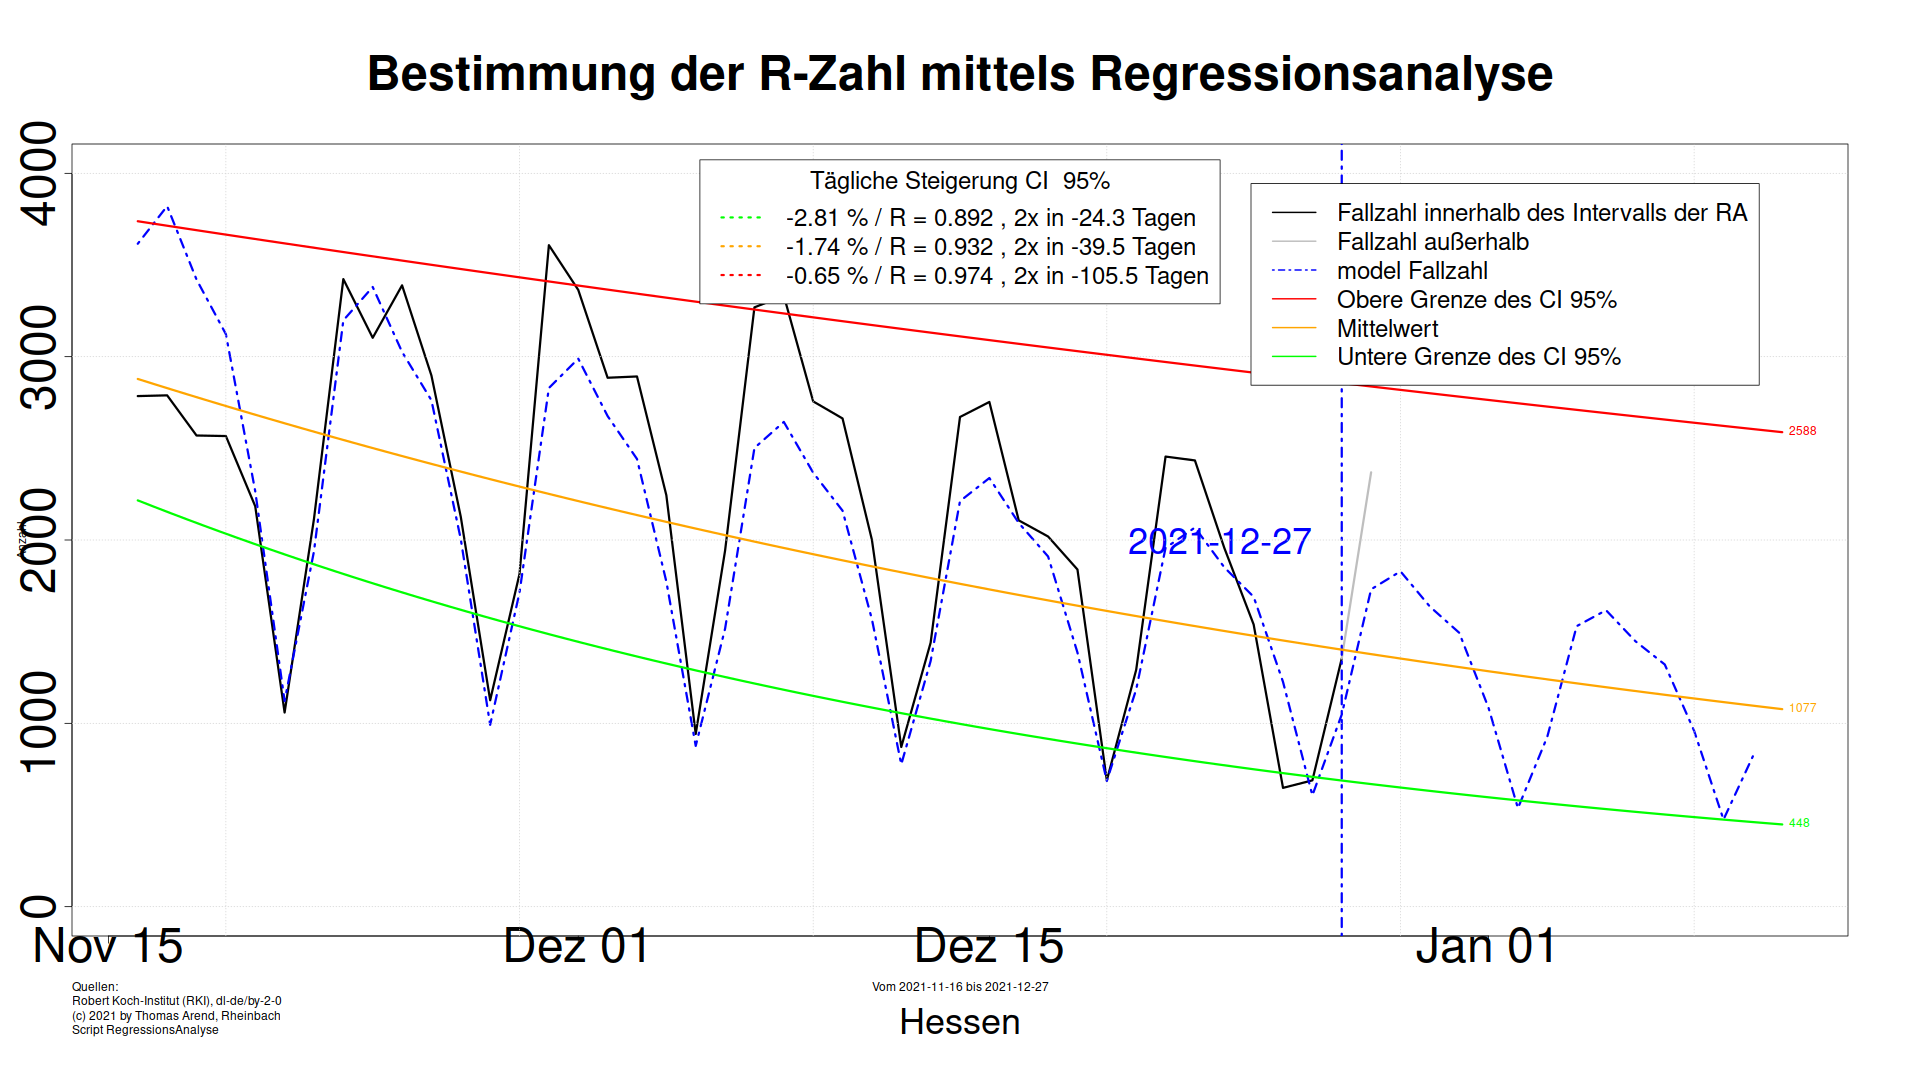 Bestimmung der R-Zahl mittels Regressionsanalyse
4000
3000
2000
1000
0
Anzahl
Tägliche Steigerung CI  95%
-2.81 % / R = 0.892 , 2x in -24.3 Tagen
-1.74 % / R = 0.932 , 2x in -39.5 Tagen
-0.65 % / R = 0.974 , 2x in -105.5 Tagen
Fallzahl innerhalb des Intervalls der RA
Fallzahl außerhalb
model Fallzahl
Obere Grenze des CI 95%
Mittelwert
Untere Grenze des CI 95%
2588
2021-12-27
1077
448
Nov 15
Dez 01
Dez 15
Jan 01
Quellen:
Robert Koch-Institut (RKI), dl-de/by-2-0
(c) 2021 by Thomas Arend, Rheinbach
Script RegressionsAnalyse
Vom 2021-11-16 bis 2021-12-27
Hessen